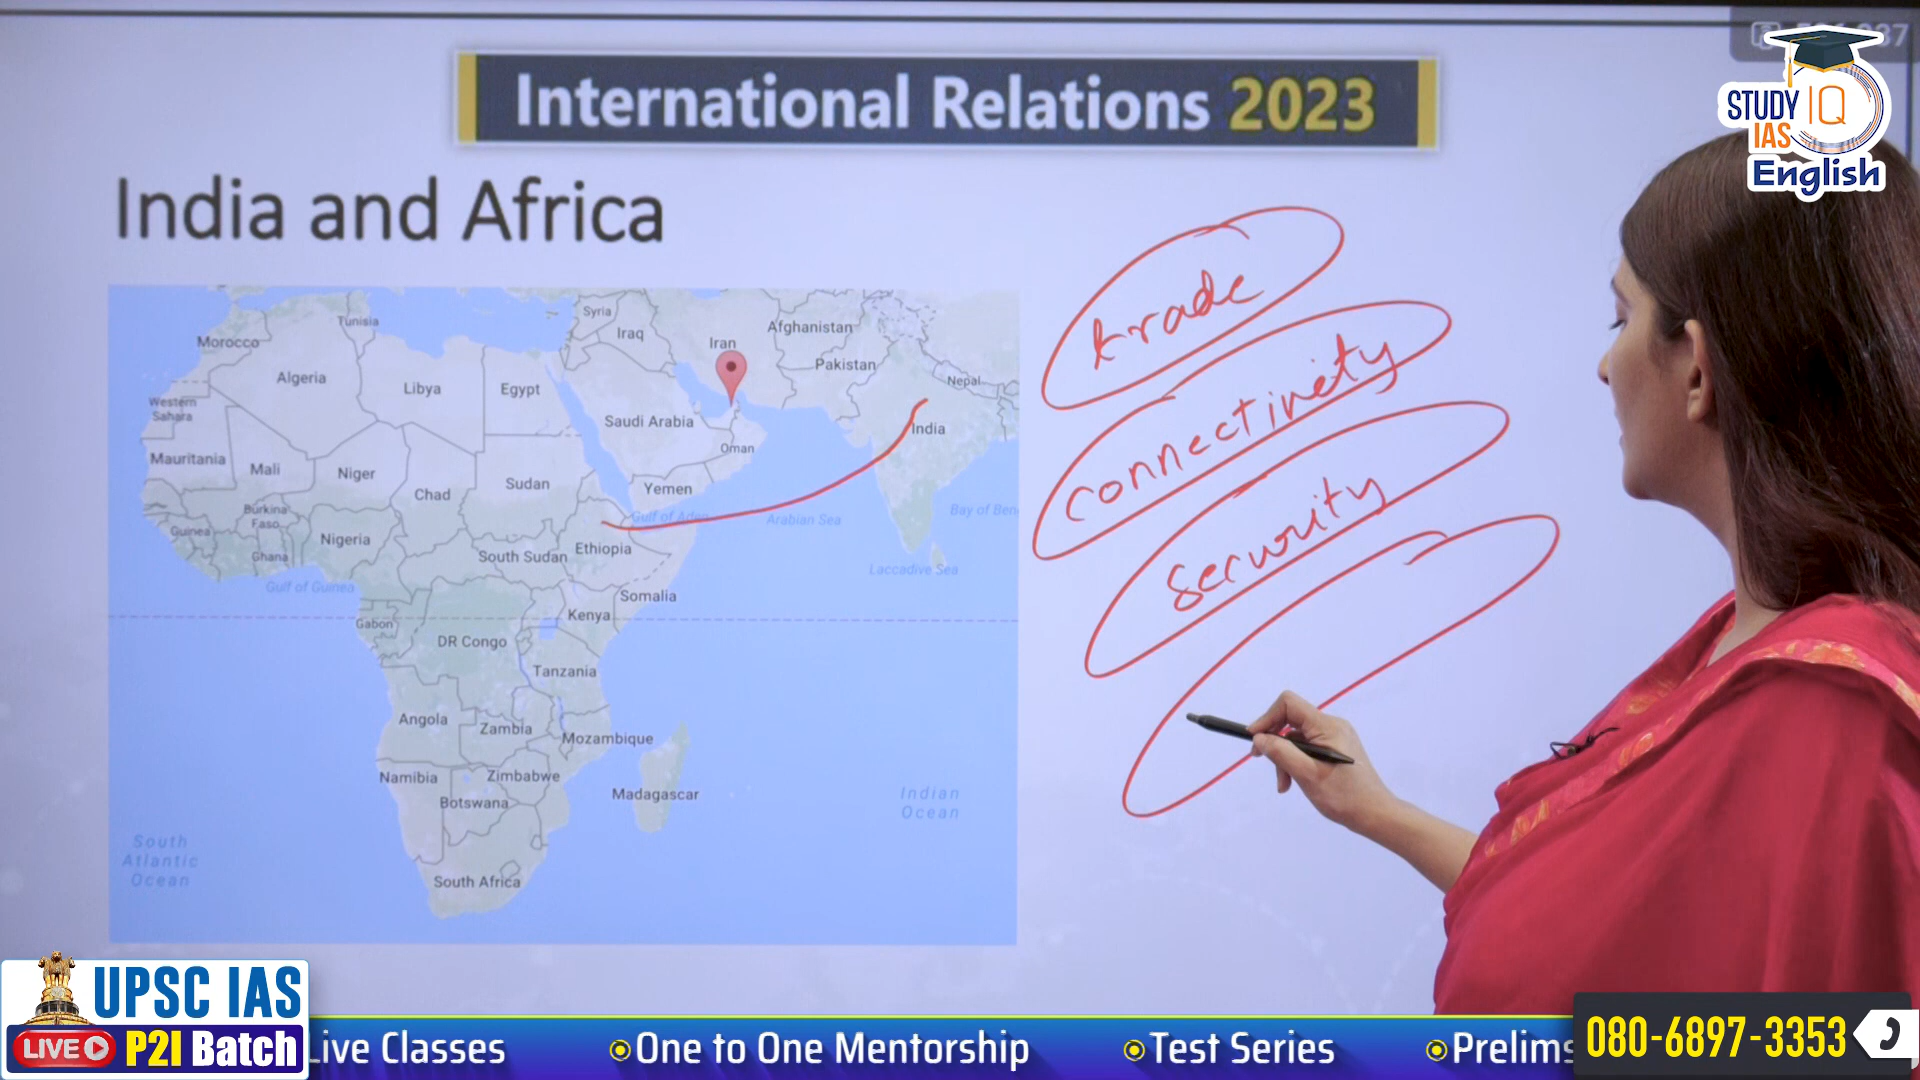 International Relations 2023
STUDY IQ
IAS
English
India and Africa
trade
connectivity
security
Syria
Tunisia
Iraq
Iran
Afghanistan
Morocco
Pakistan
Algeria
Libya
Egypt
Nepal
Western
Sahara
Saudi Arabia
India
Oman
Mauritania
Mali
Niger
Chad
Sudan
Yemen
Burkina
Faso
Gulf of Aden
Arabian Sea
Bay of Ben
Guinea
Nigeria
Ghana
South Sudan
Ethiopia
Laccadive Sea
Gulf of Guinea
Somalia
Kenya
Gabon
DR Congo
Tanzania
Angola
Zambia
Mozambique
Namibia
Zimbabwe
Botswana
Madagascar
Indian
Ocean
South
Atlantic
Ocean
South Africa
UPSC IAS
LIVE P2I Batch
Live Classes
One to One Mentorship
Test Series
Prelims
080-6897-3353